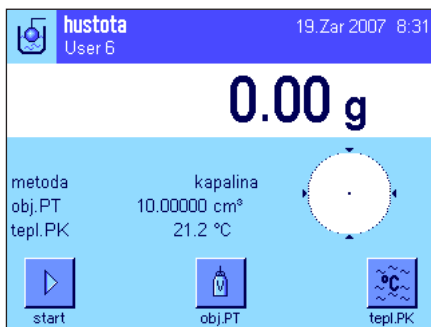 hustota 19.Zar 2007 8:31
User 6
0.00 g
metoda kapalina
obj.PT 10.00000 cm³
tepl.PK 21.2 °C
°C
start obj.PT tepl.PK